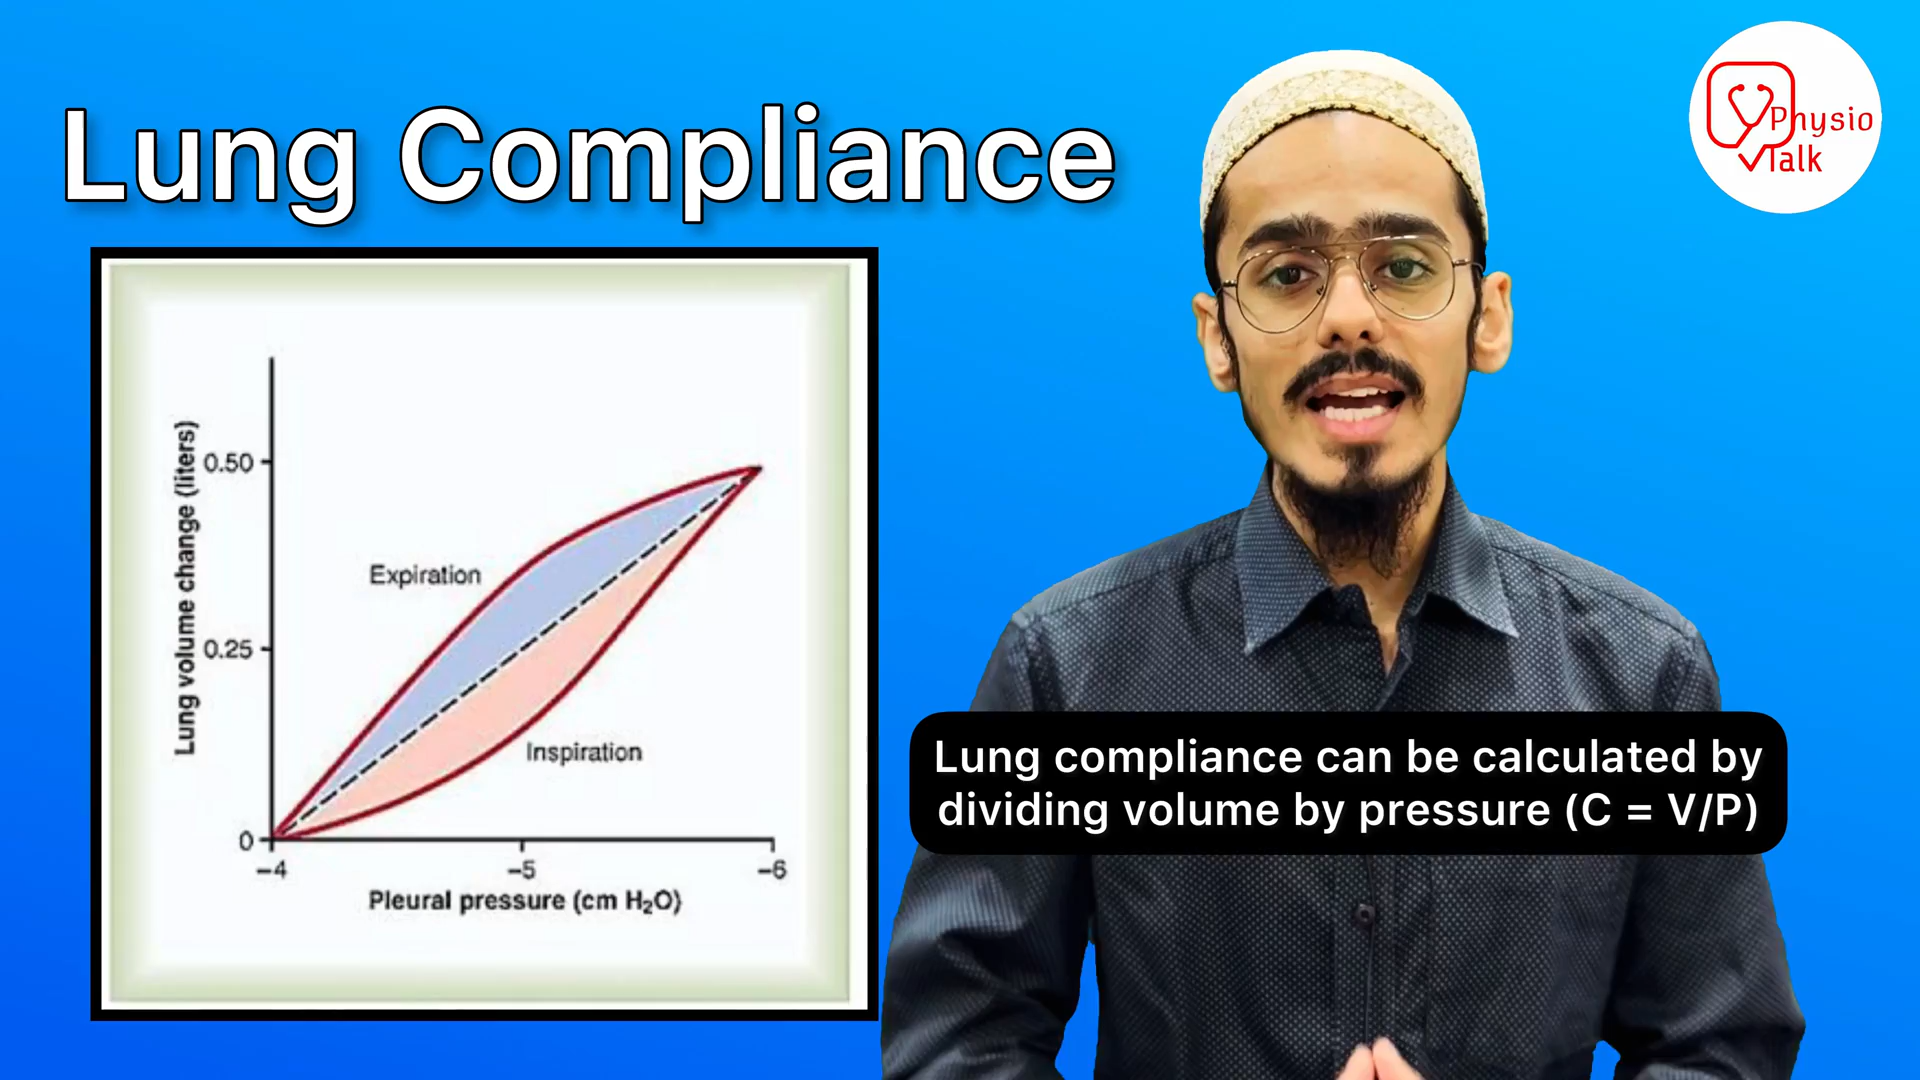 Lung Compliance
Physio
Talk
Lung volume change (liters)
0.50
0.25
0
Expiration
Inspiration
−4
−5
−6
Pleural pressure (cm H₂O)
Lung compliance can be calculated by
dividing volume by pressure (C = V/P)